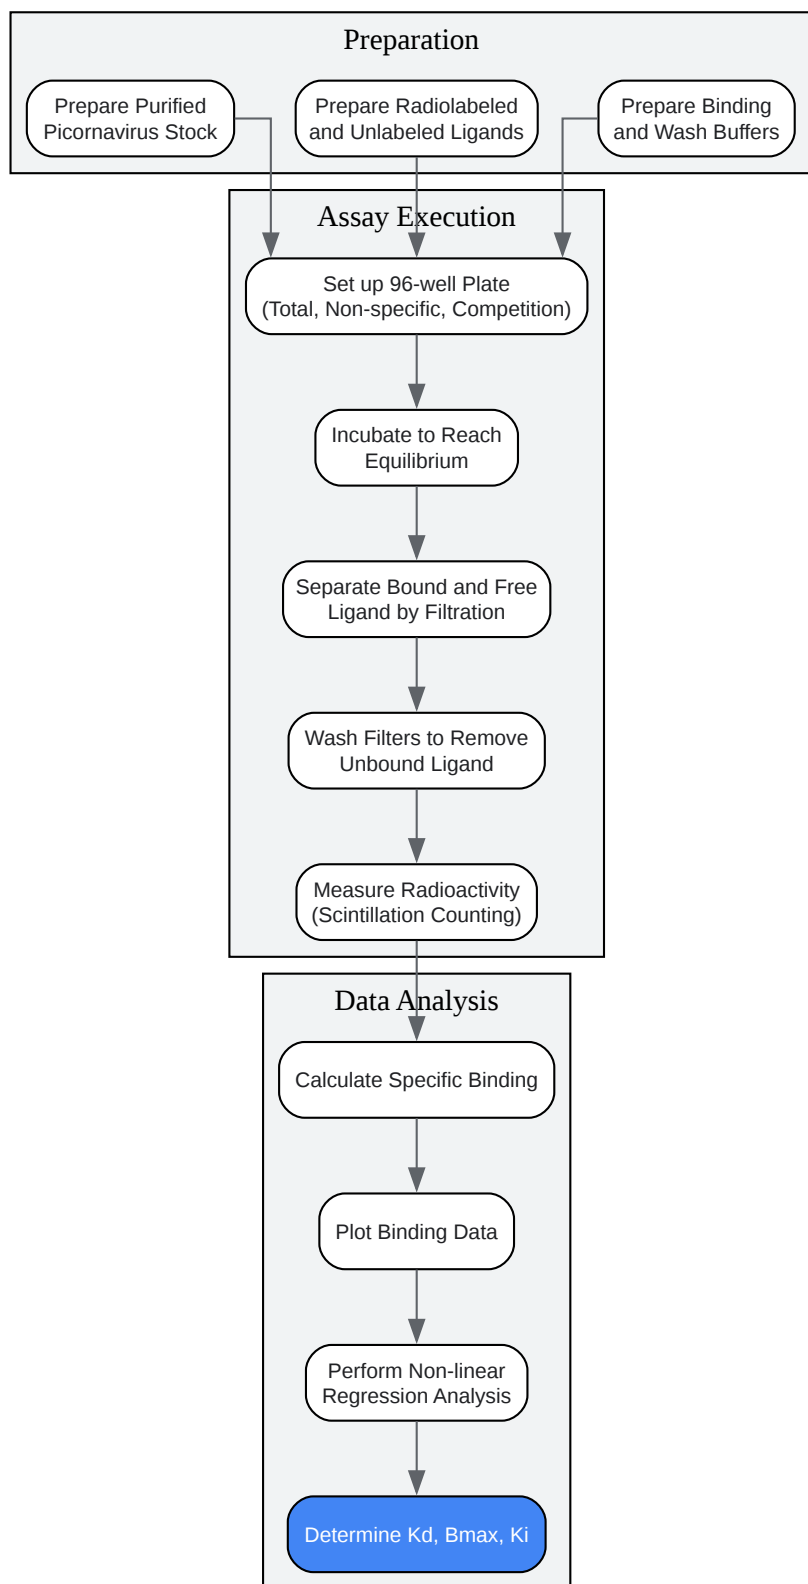 Preparation
Prepare Purified
Picornavirus Stock
Prepare Radiolabeled
and Unlabeled Ligands
Prepare Binding
and Wash Buffers
Assay Execution
Set up 96-well Plate
(Total, Non-specific, Competition)
Incubate to Reach
Equilibrium
Separate Bound and Free
Ligand by Filtration
Wash Filters to Remove
Unbound Ligand
Measure Radioactivity
(Scintillation Counting)
Data Analysis
Calculate Specific Binding
Plot Binding Data
Perform Non-linear
Regression Analysis
Determine Kd, Bmax, Ki